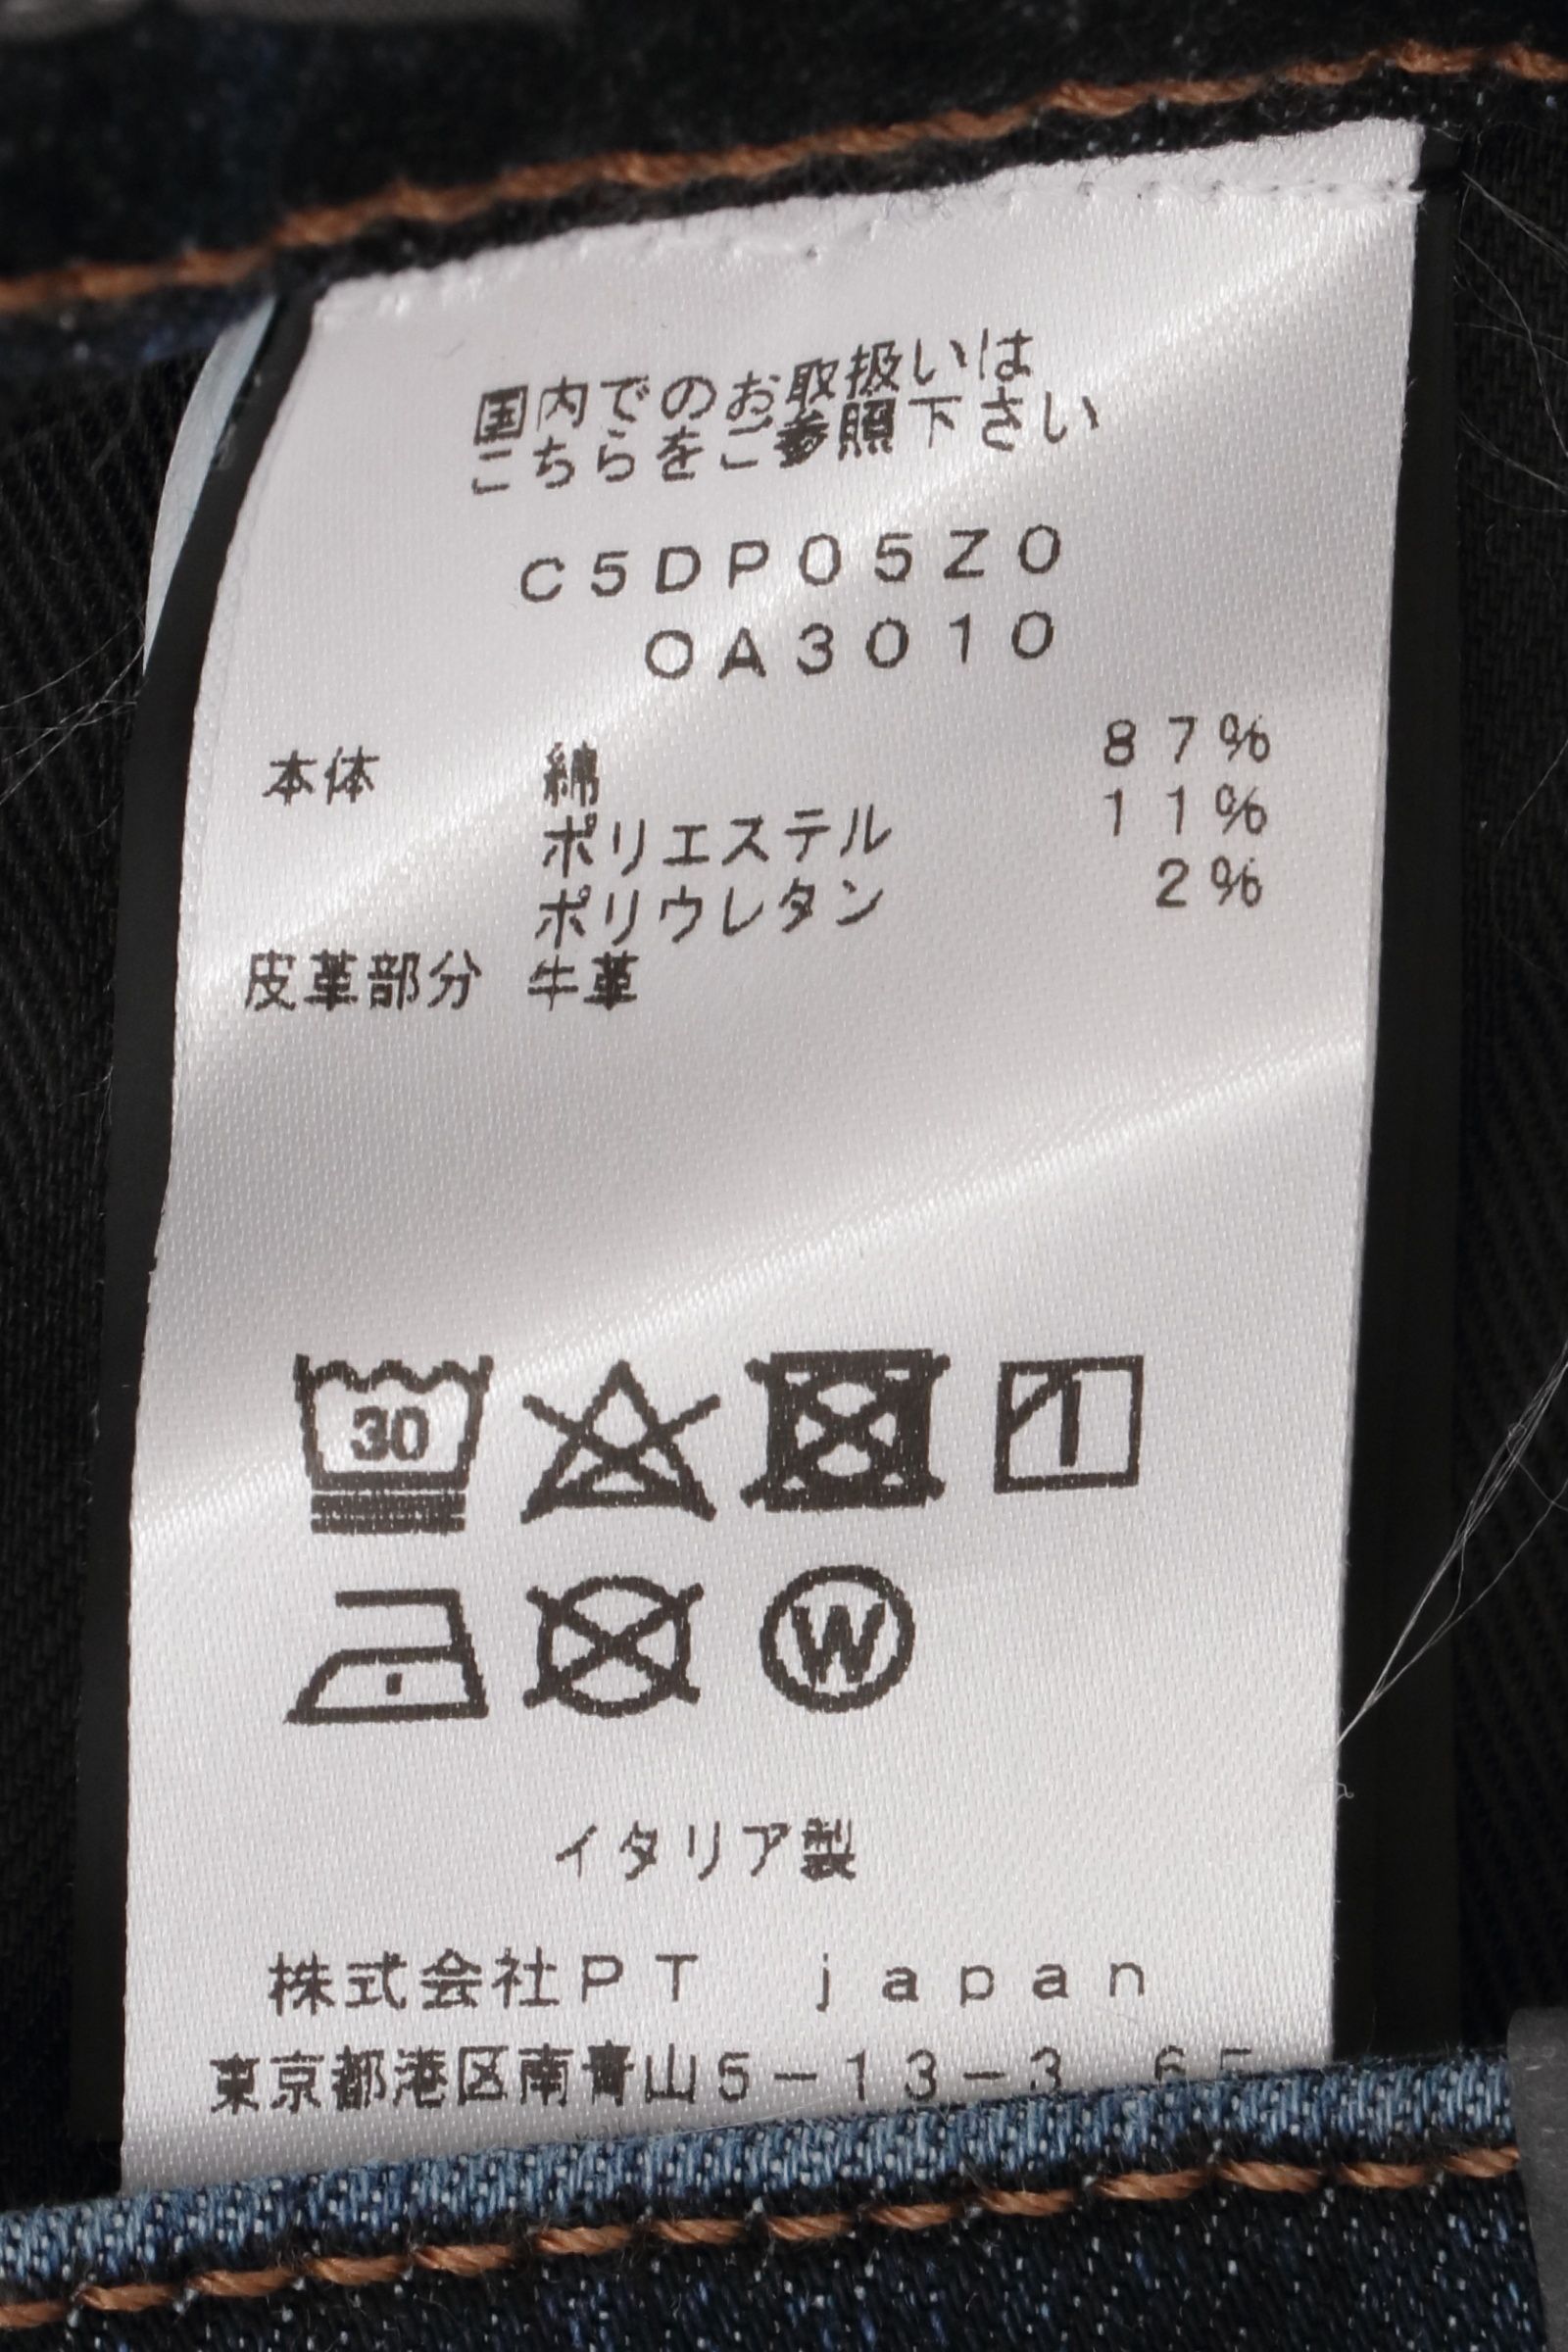 国内でのお取扱いは
こちらをご参照下さい
C5DP05Z0
OA3010
本体 綿 87%
ポリエステル 11%
ポリウレタン 2%
皮革部分 牛革
30
W
イタリア製
株式会社PT japan
東京都港区南青山5-13-3